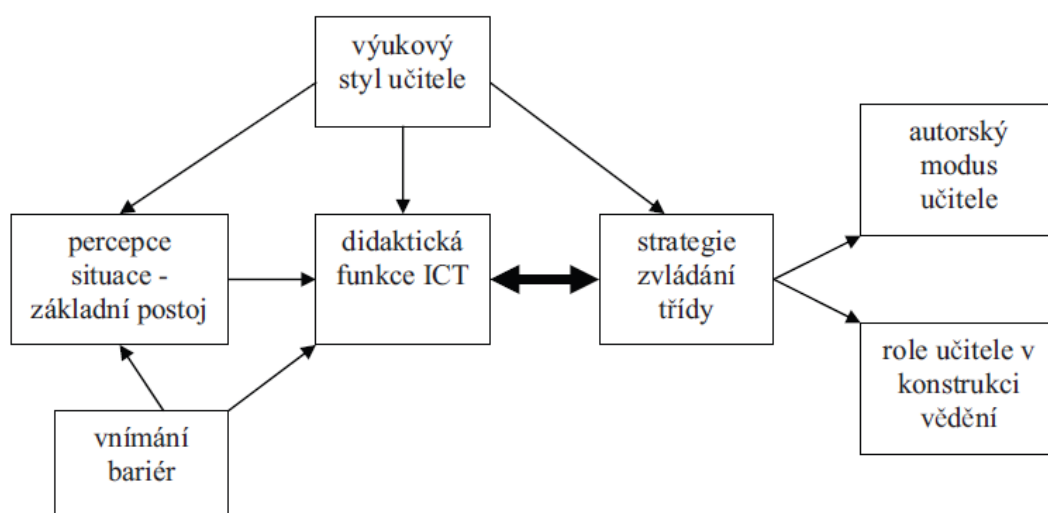 výukový
styl učitele
autorský
modus
učitele
percepce
situace -
základní postoj
didaktická
funkce ICT
strategie
zvládání
třídy
role učitele v
konstrukci
vědění
vnímání
bariér